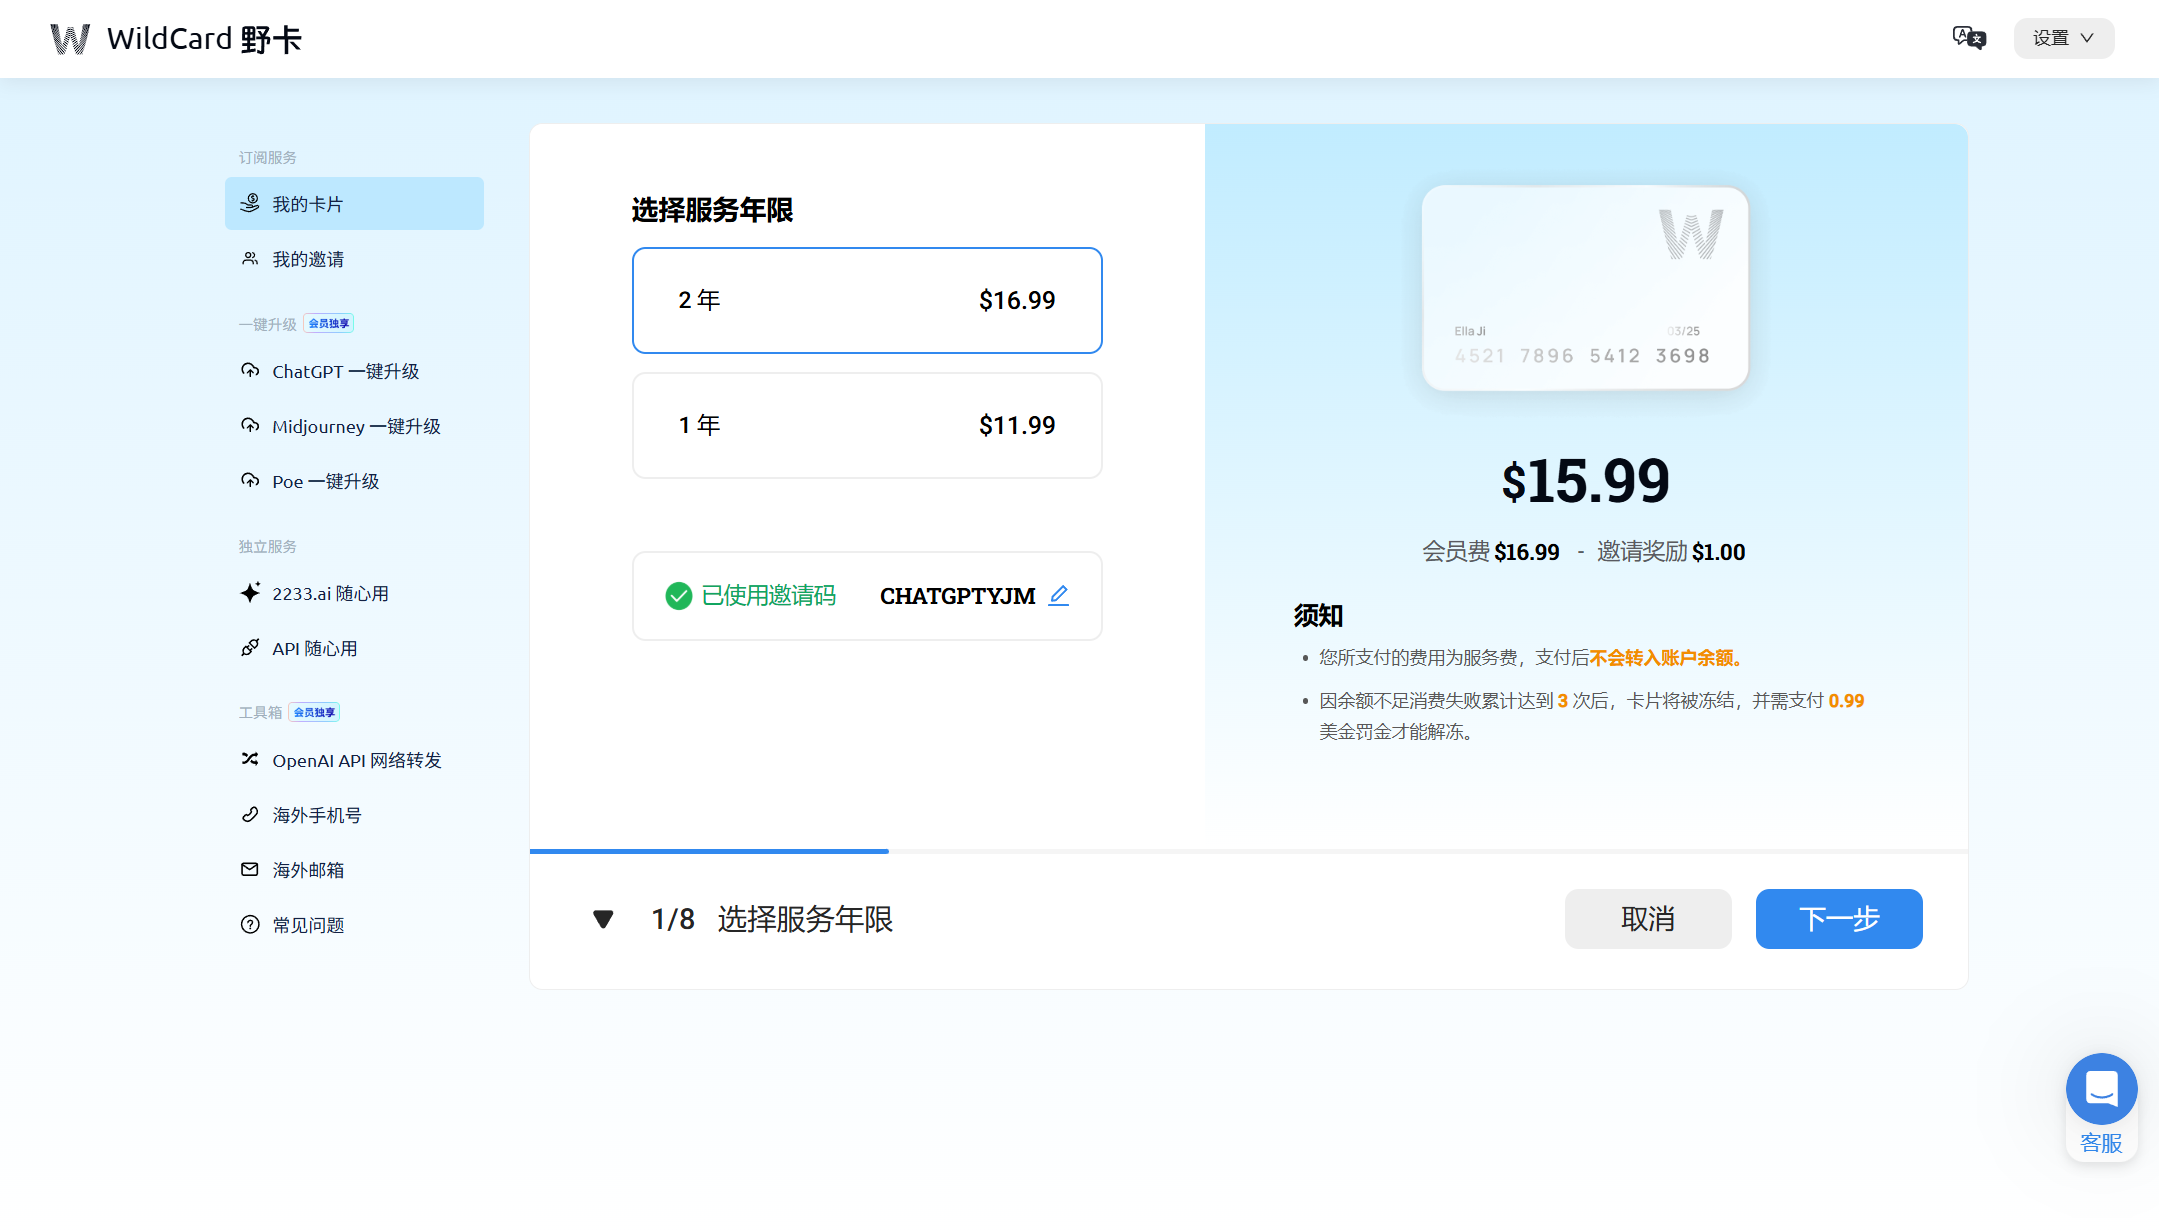 WildCard 野卡
设置
订阅服务
我的卡片
我的邀请
一键升级 会员独享
ChatGPT 一键升级
Midjourney 一键升级
Poe 一键升级
独立服务
2233.ai 随心用
API 随心用
工具箱 会员独享
OpenAI API 网络转发
海外手机号
海外邮箱
常见问题
选择服务年限
2 年 $16.99
1 年 $11.99
已使用邀请码 CHATGPTYJM
W
Ella Ji 03/25
4521 7896 5412 3698
$15.99
会员费 $16.99 - 邀请奖励 $1.00
须知
• 您所支付的费用为服务费，支付后不会转入账户余额。
• 因余额不足消费失败累计达到 3 次后，卡片将被冻结，并需支付 0.99
美金罚金才能解冻。
1/8 选择服务年限
取消
下一步
客服